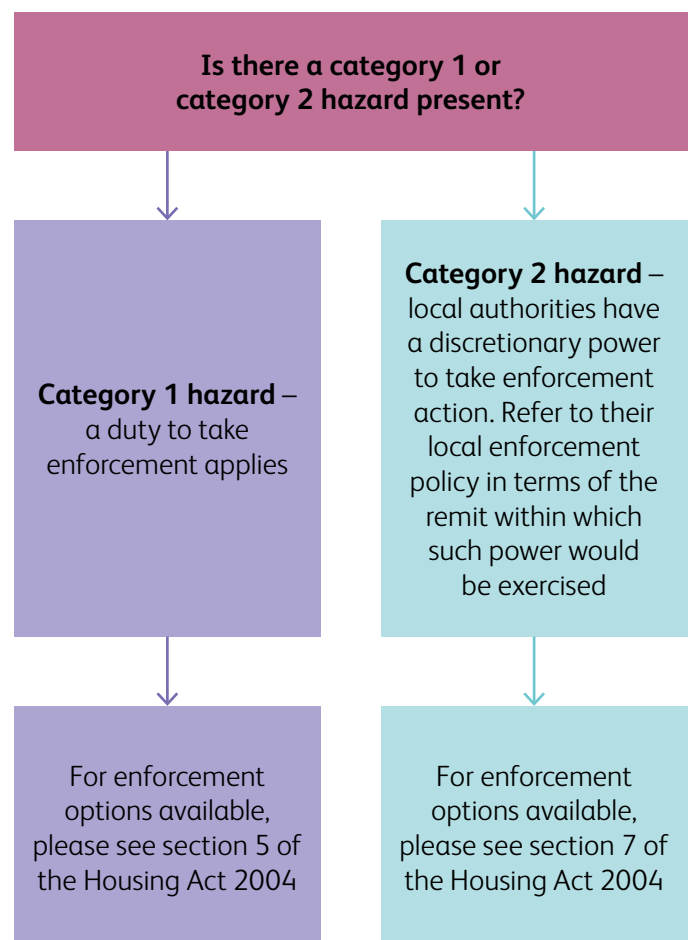 Is there a category 1 or
category 2 hazard present?
Category 1 hazard –
a duty to take
enforcement applies
Category 2 hazard –
local authorities have
a discretionary power
to take enforcement
action. Refer to their
local enforcement
policy in terms of the
remit within which
such power would
be exercised
For enforcement
options available,
please see section 5 of
the Housing Act 2004
For enforcement
options available,
please see section 7 of
the Housing Act 2004